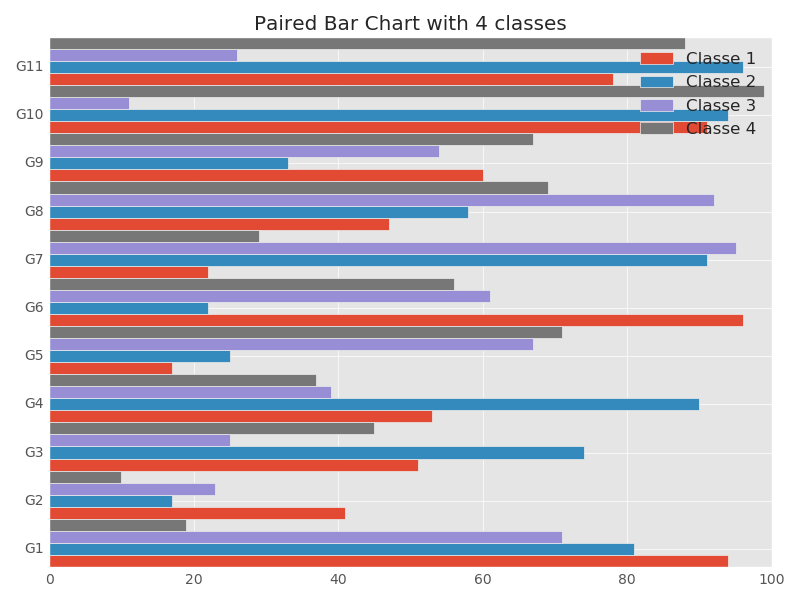 Paired Bar Chart with 4 classes
G11
G10
G9
G8
G7
G6
G5
G4
G3
G2
G1
Classe 1
Classe 2
Classe 3
Classe 4
0 20 40 60 80 100